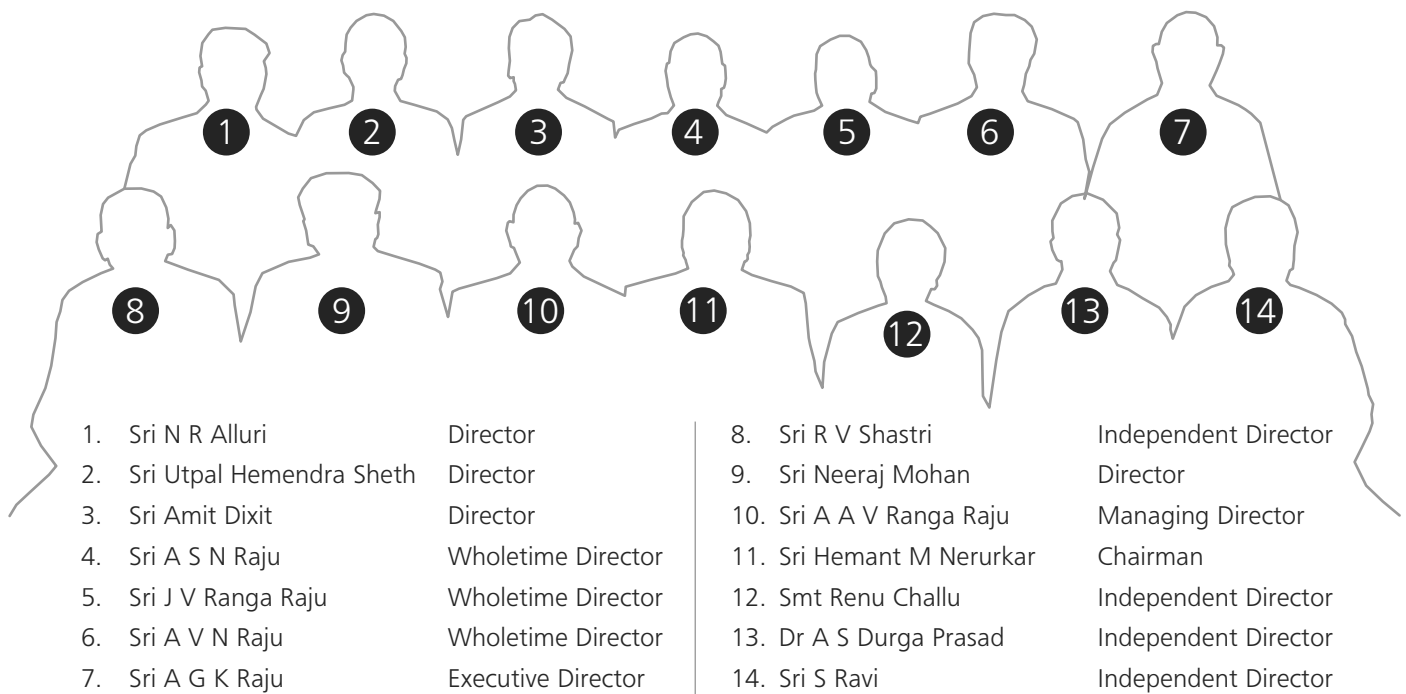 1 2 3 4 5 6 7
8 9 10 11 12 13 14
1. Sri N R Alluri Director
2. Sri Utpal Hemendra Sheth Director
3. Sri Amit Dixit Director
4. Sri A S N Raju Wholetime Director
5. Sri J V Ranga Raju Wholetime Director
6. Sri A V N Raju Wholetime Director
7. Sri A G K Raju Executive Director
8. Sri R V Shastri Independent Director
9. Sri Neeraj Mohan Director
10. Sri A A V Ranga Raju Managing Director
11. Sri Hemant M Nerurkar Chairman
12. Smt Renu Challu Independent Director
13. Dr A S Durga Prasad Independent Director
14. Sri S Ravi Independent Director